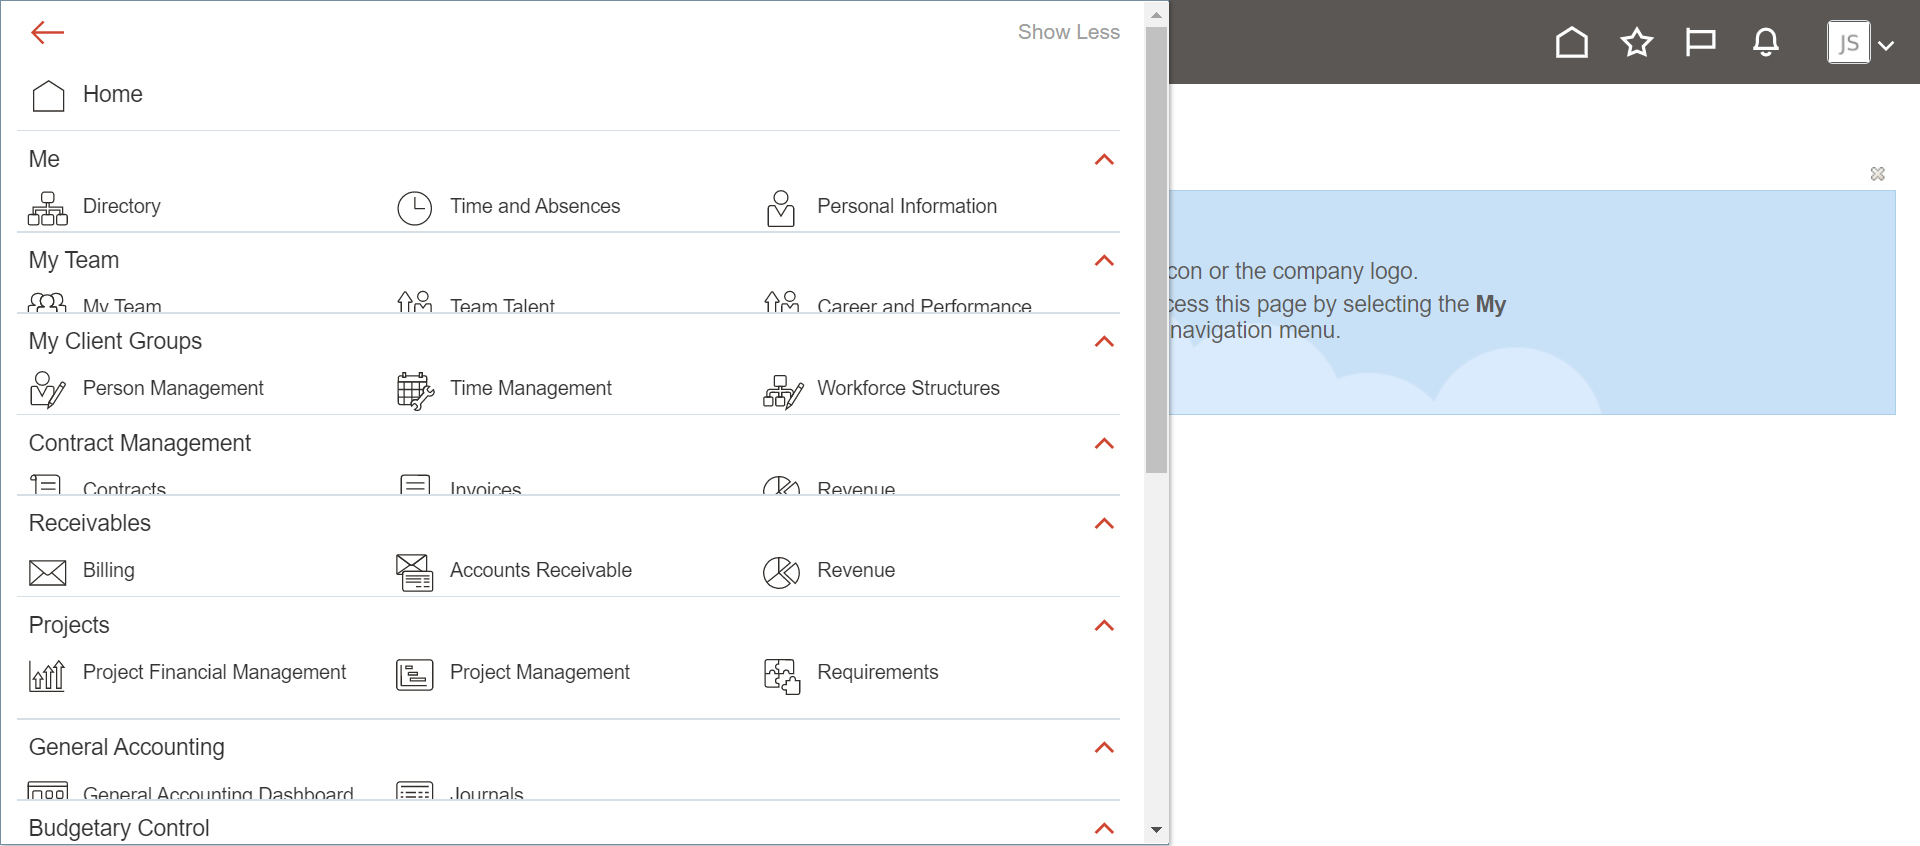 Show Less
JS
Home
Me
Directory Time and Absences Personal Information
My Team
My Team Team Talent Career and Performance
con or the company logo.
cess this page by selecting the My
navigation menu.
My Client Groups
Person Management Time Management Workforce Structures
Contract Management
Contracts Invoices Revenue
Receivables
Billing Accounts Receivable Revenue
Projects
Project Financial Management Project Management Requirements
General Accounting
General Accounting Dashboard Journals
Budgetary Control